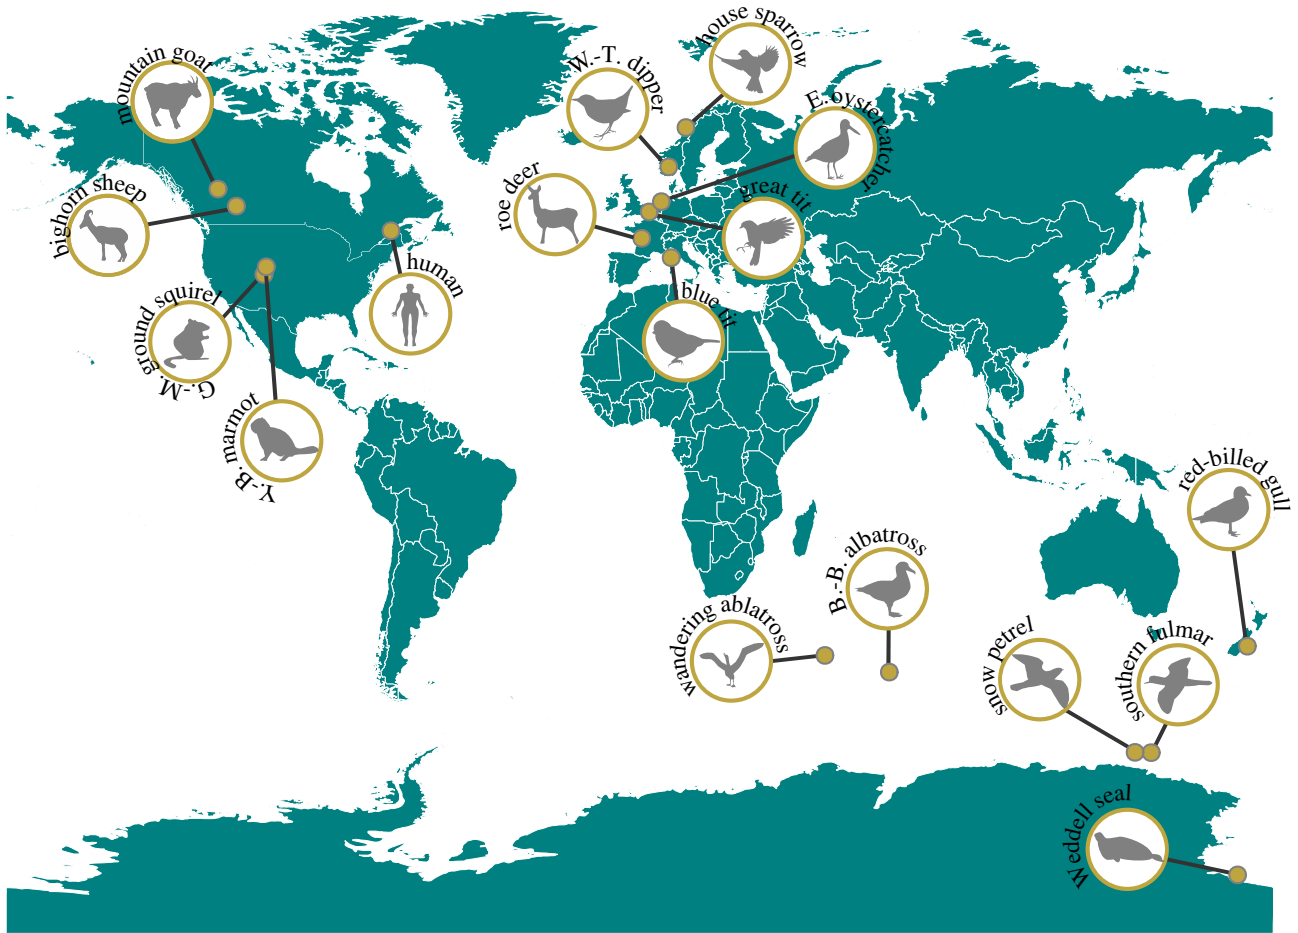 house sparrow
mountain goat
W.-T. dipper
E.oystercatcher
roe deer
great tit
bighorn sheep
human
G.-M. ground squirrel
blue tit
Y.-B. marmot
red-billed gull
B.-B. albatross
wandering ablatross
snow petrel
southern fulmar
Weddell seal